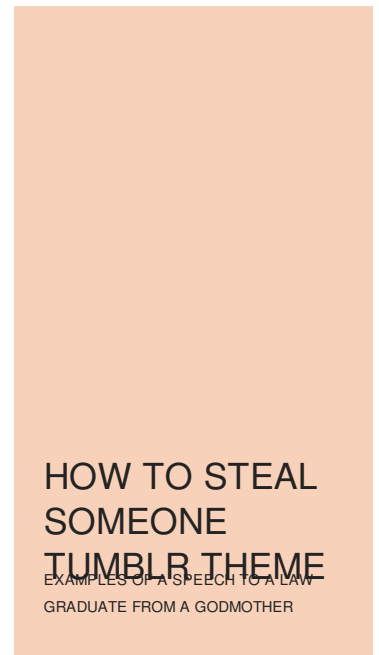 HOW TO STEAL
SOMEONE
TUMBLR THEME
EXAMPLES OF A SPEECH TO A LAW
GRADUATE FROM A GODMOTHER